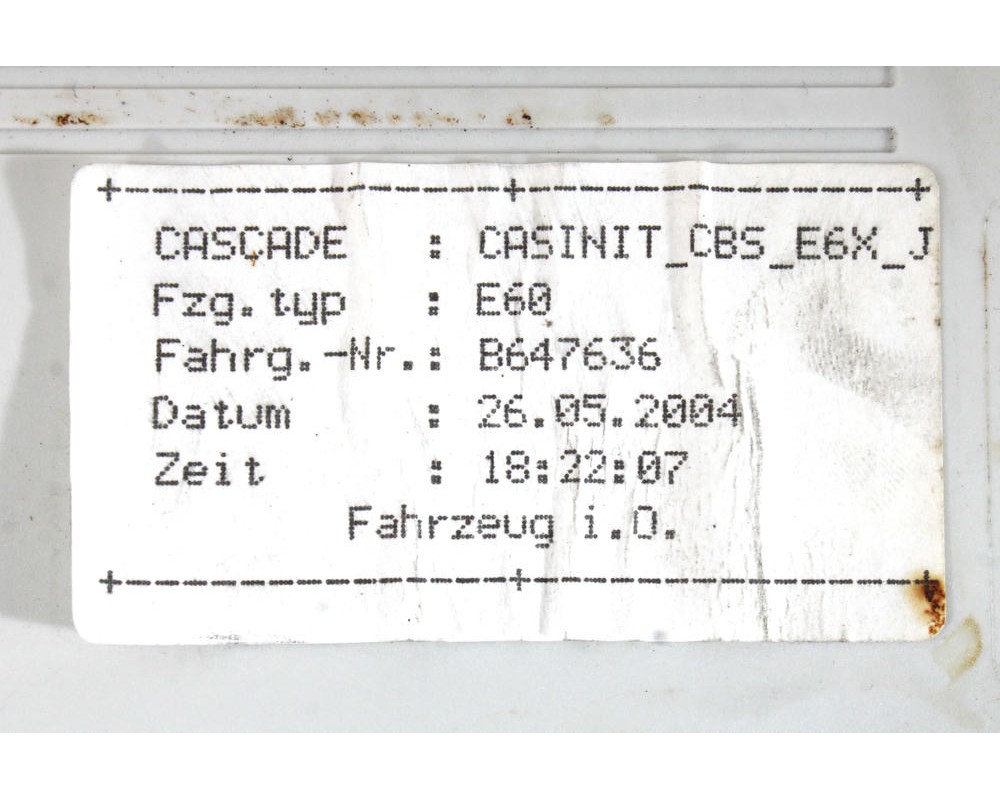 +--------------------+--------------------+
CASCADE : CASINIT_CBS_E6X_J
Fzg.typ : E60
Fahrg.-Nr.: B647636
Datum : 26.05.2004
Zeit : 18:22:07
Fahrzeug i.O.
+--------------------+--------------------+